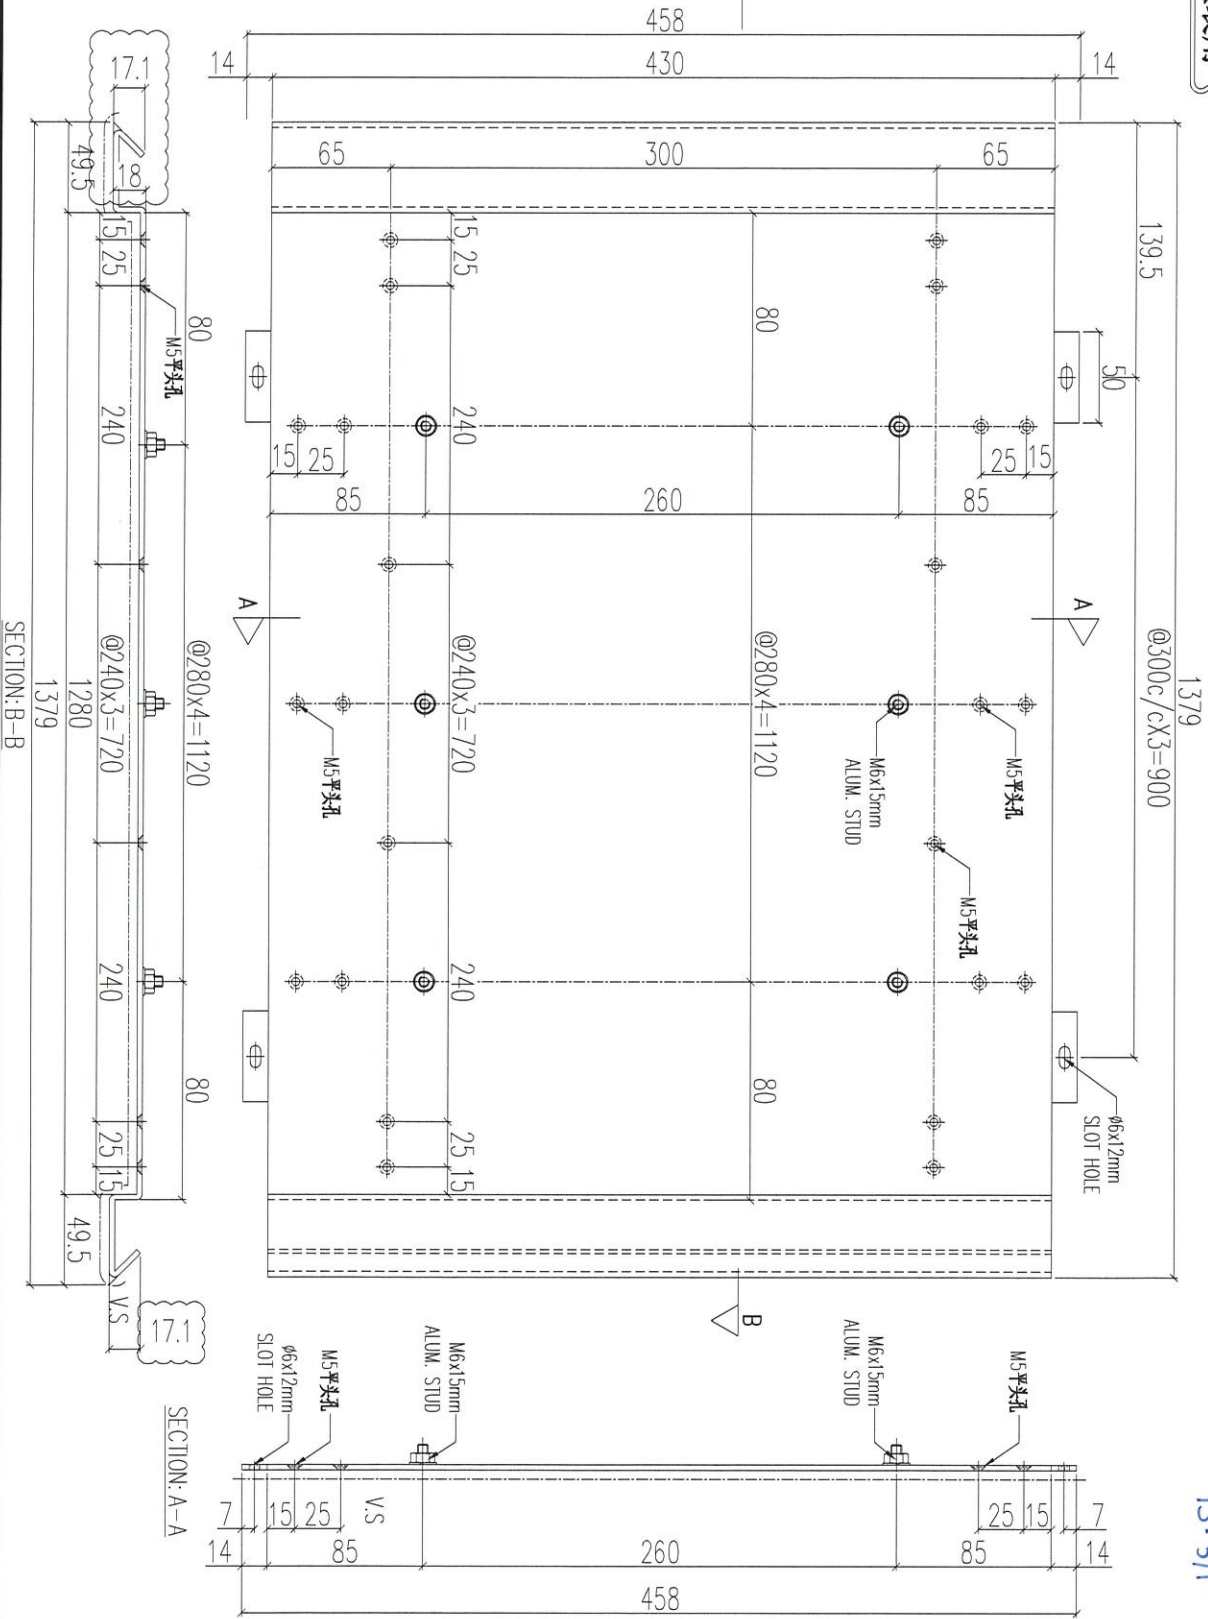 458
14
430
14
65
300
65
1379
139.5
@300c/cX3=900
50
15
25
80
240
15
25
25
15
85
260
85
A
A
@240x3=720
@280x4=1120
M5平头孔
M6x15mm
ALUM. STUD
M5平头孔
M5平头孔
240
80
25
15
ø6x12mm
SLOT HOLE
B
17.1
18
49.5
15
25
80
M5平头孔
240
@280x4=1120
@240x3=720
1280
1379
SECTION:B-B
240
80
25
15
49.5
V.S
17.1
M5平头孔
M6x15mm
ALUM. STUD
M6x15mm
ALUM. STUD
M5平头孔
ø6x12mm
SLOT HOLE
V.S
7
15
25
25
15
7
14
85
260
85
14
458
SECTION: A-A